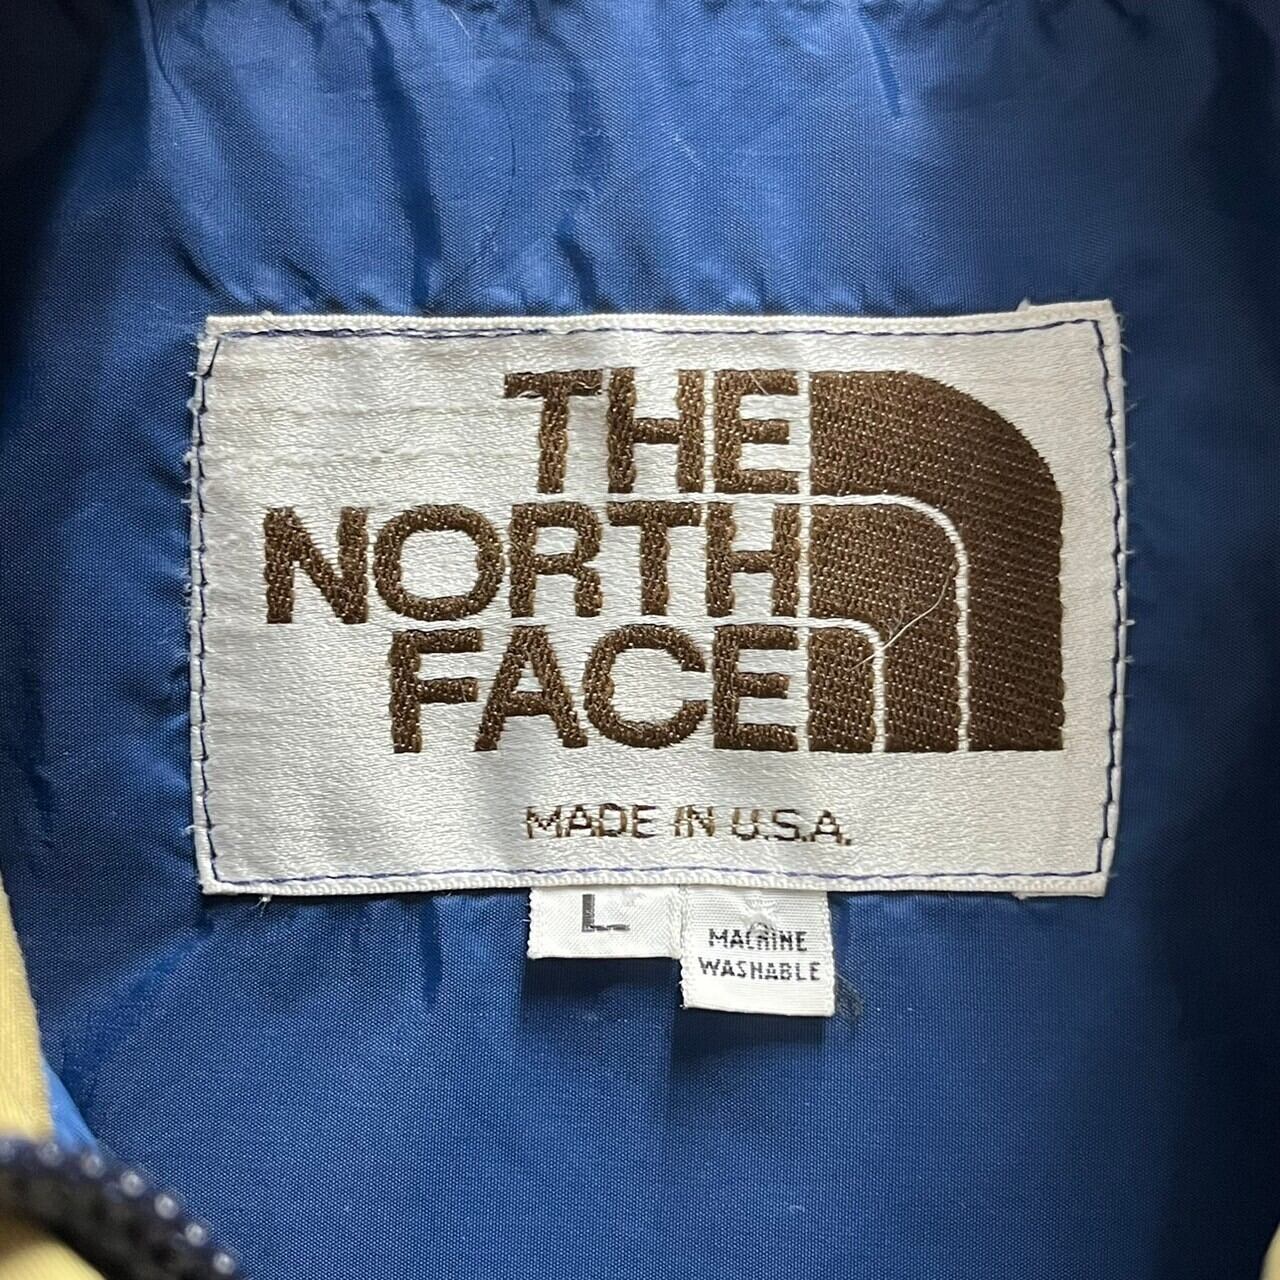 THE
NORTH
FACE
MADE IN U.S.A.
L
MACHINE
WASHABLE